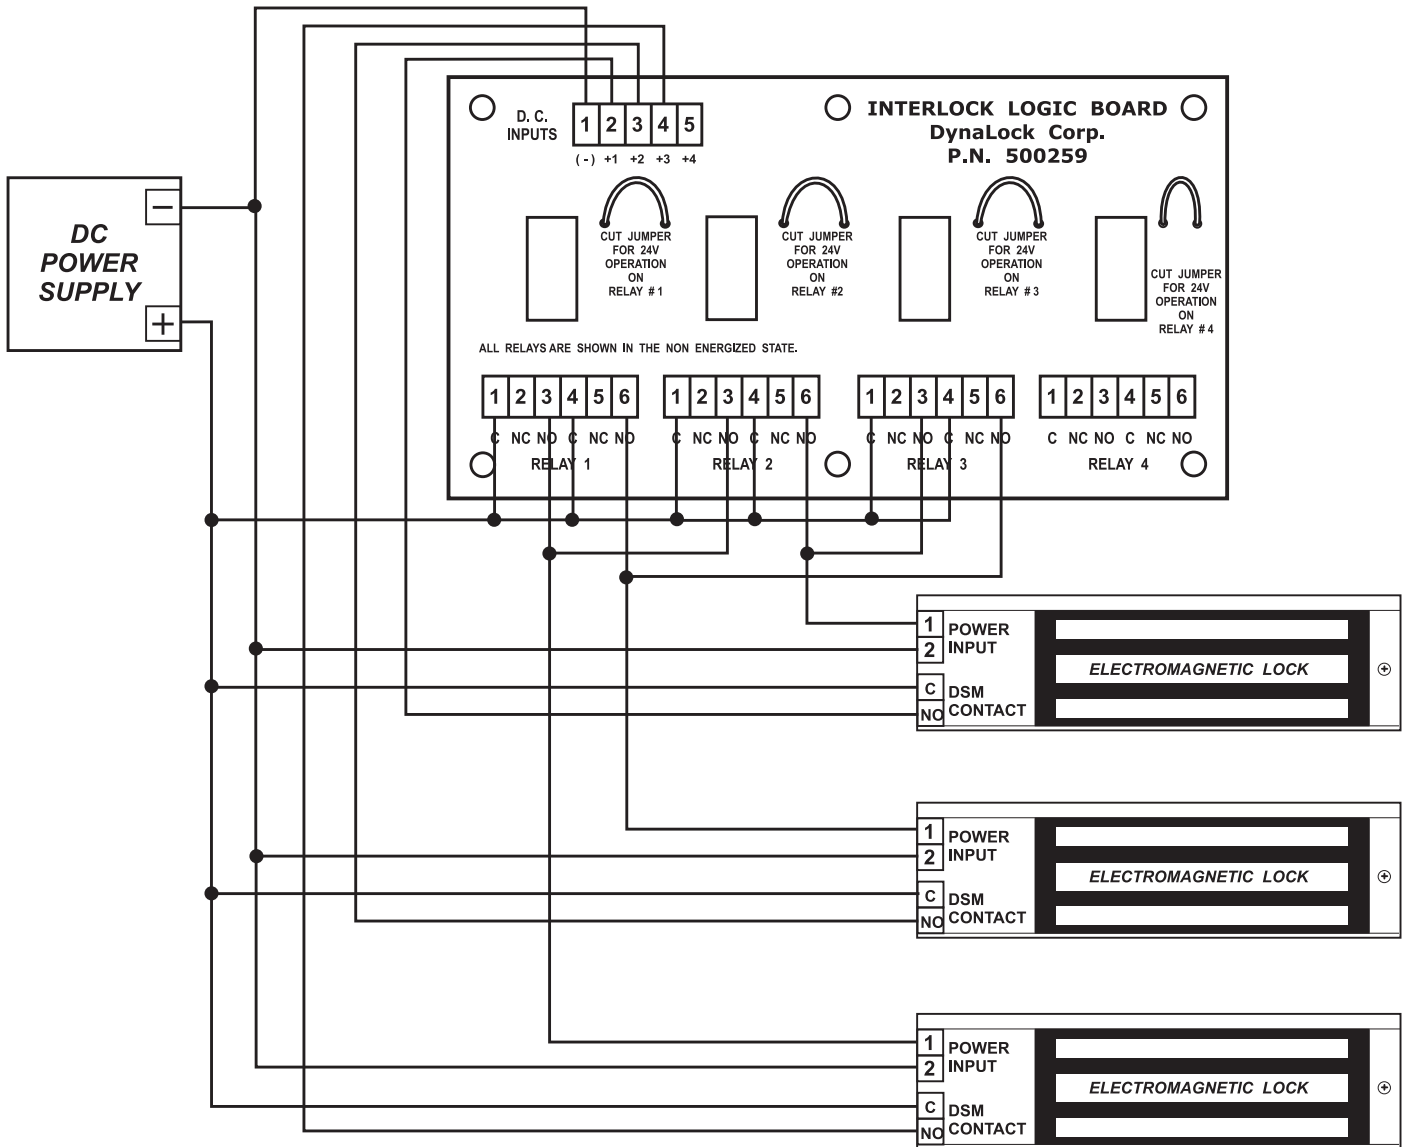 D. C.
INPUTS
1 2 3 4 5
( - ) +1 +2 +3 +4
INTERLOCK LOGIC BOARD
DynaLock Corp.
P.N. 500259
DC
POWER
SUPPLY
−
+
CUT JUMPER
FOR 24V
OPERATION
ON
RELAY # 1
CUT JUMPER
FOR 24V
OPERATION
ON
RELAY #2
CUT JUMPER
FOR 24V
OPERATION
ON
RELAY # 3
CUT JUMPER
FOR 24V
OPERATION
ON
RELAY # 4
ALL RELAYS ARE SHOWN IN THE NON ENERGIZED STATE.
1 2 3 4 5 6
C NC NO C NC NO
RELAY 1
1 2 3 4 5 6
C NC NO C NC NO
RELAY 2
1 2 3 4 5 6
C NC NO C NC NO
RELAY 3
1 2 3 4 5 6
C NC NO C NC NO
RELAY 4
1
2
POWER
INPUT
C
NO
DSM
CONTACT
ELECTROMAGNETIC LOCK
1
2
POWER
INPUT
C
NO
DSM
CONTACT
ELECTROMAGNETIC LOCK
1
2
POWER
INPUT
C
NO
DSM
CONTACT
ELECTROMAGNETIC LOCK